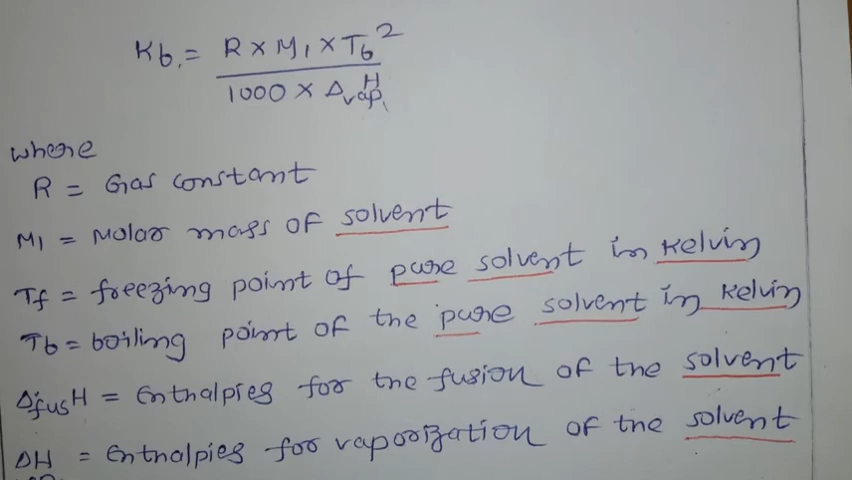 Kb = R × M1 × Tb²
1000 × ΔvapH
where
R = Gas constant
M1 = Molar mass of solvent
Tf = freezing point of pure solvent in kelvin
Tb = boiling point of the pure solvent in kelvin
ΔfusH = Enthalpies for the fusion of the solvent
ΔH = Enthalpies for vaporization of the solvent